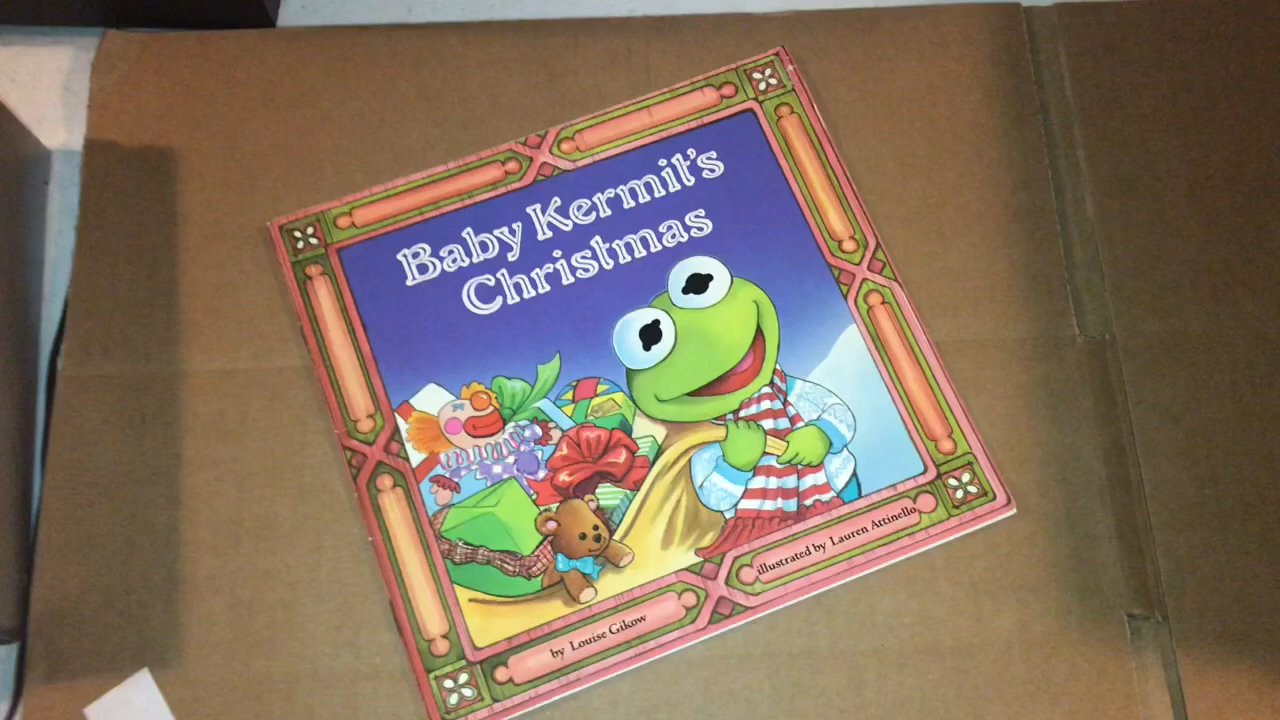 Baby Kermit's
Christmas
illustrated by Lauren Attinello
by Louise Gikow